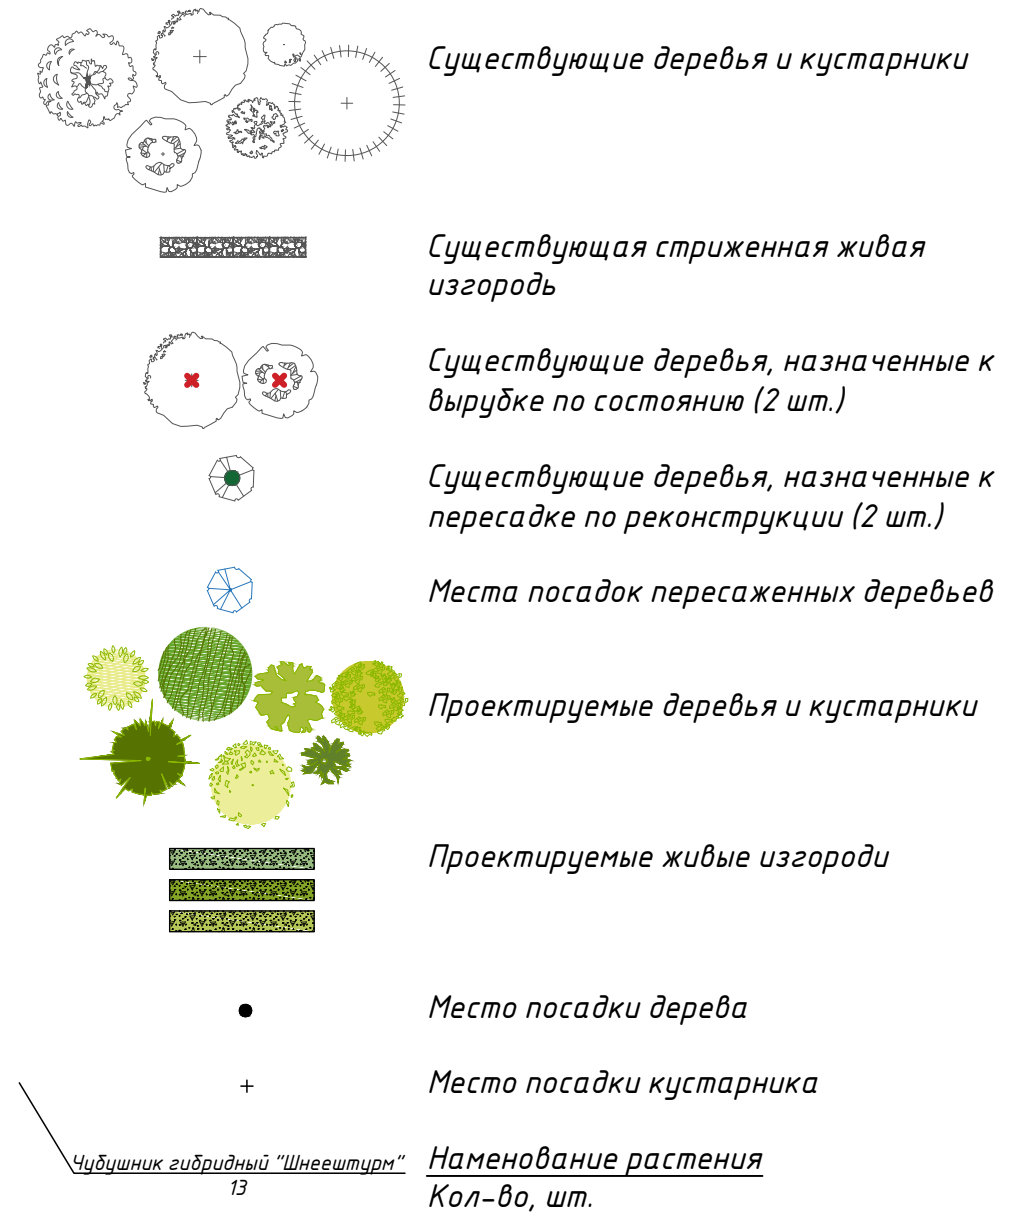 Существующие деревья и кустарники
Существующая стриженная живая
изгородь
Существующие деревья, назначенные к
вырубке по состоянию (2 шт.)
Существующие деревья, назначенные к
пересадке по реконструкции (2 шт.)
Места посадок пересаженных деревьев
Проектируемые деревья и кустарники
Проектируемые живые изгороди
Место посадки дерева
Место посадки кустарника
Чубушник гибридный "Шнеештурм"
13
Наменование растения
Кол-во, шт.